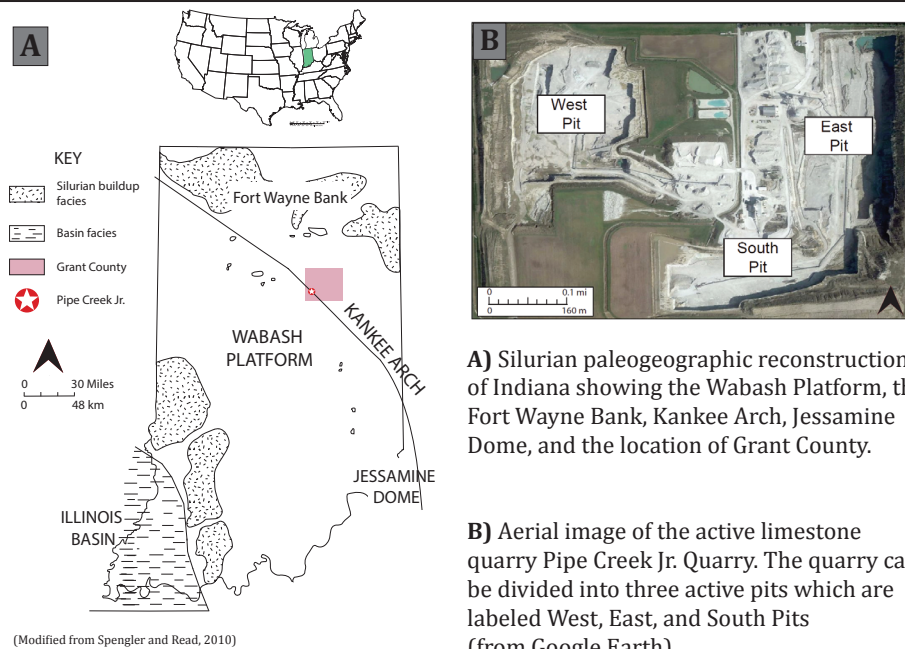 A
KEY
Silurian buildup
facies
Basin facies
Grant County
Pipe Creek Jr.
0 30 Miles
0 48 km
Fort Wayne Bank
WABASH
PLATFORM
KANKEE ARCH
JESSAMINE
DOME
ILLINOIS
BASIN
(Modified from Spengler and Read, 2010)
B
West
Pit
East
Pit
South
Pit
0 0.1 mi
0 160 m
A) Silurian paleogeographic reconstruction
of Indiana showing the Wabash Platform, th
Fort Wayne Bank, Kankee Arch, Jessamine
Dome, and the location of Grant County.
B) Aerial image of the active limestone
quarry Pipe Creek Jr. Quarry. The quarry ca
be divided into three active pits which are
labeled West, East, and South Pits
(from Google Earth)